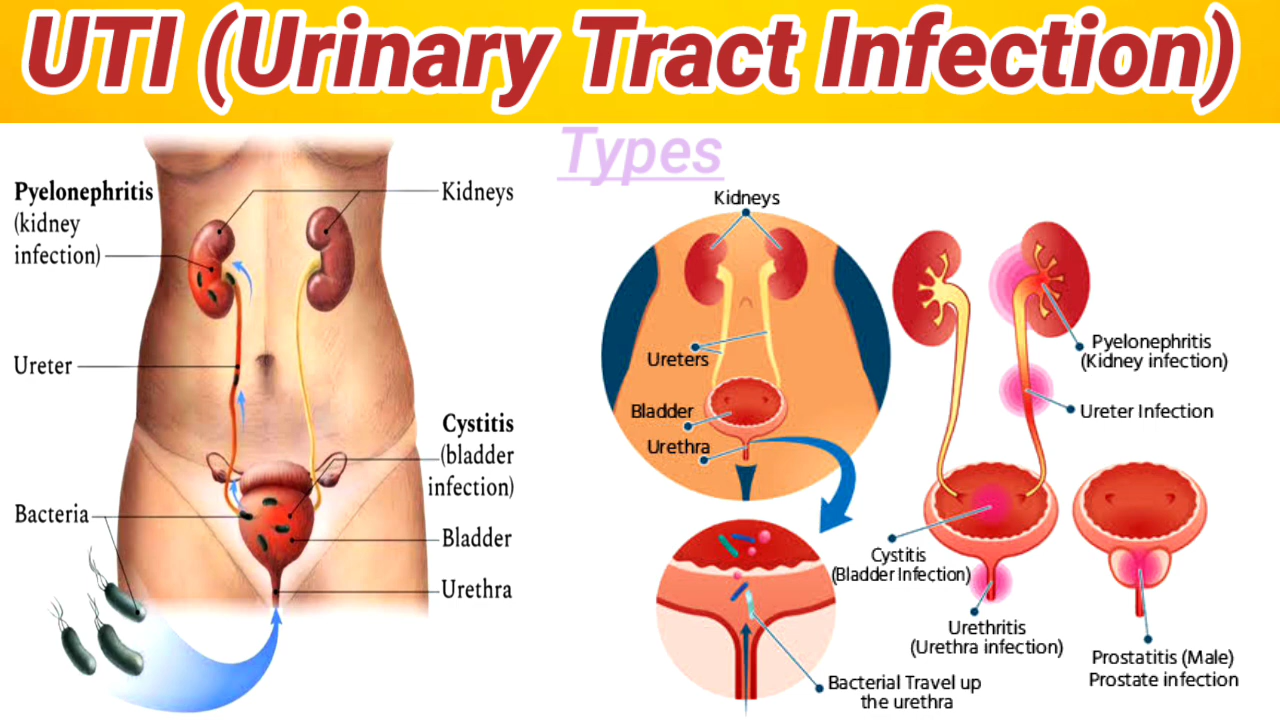 UTI (Urinary Tract Infection)
Types
Pyelonephritis
(kidney
infection)
Kidneys
Ureter
Cystitis
(bladder
infection)
Bacteria
Bladder
Urethra
Kidneys
Ureters
Bladder
Urethra
Pyelonephritis
(Kidney infection)
Ureter Infection
Cystitis
(Bladder Infection)
Urethritis
(Urethra infection)
Prostatitis (Male)
Prostate infection
Bacterial Travel up
the urethra